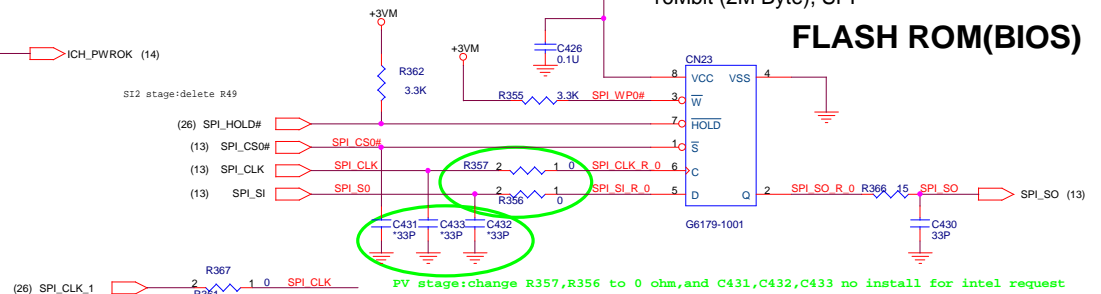 16Mbit (2M Byte), SPI
FLASH ROM(BIOS)
+3VM
ICH_PWROK (14)
+3VM
C426
0.1U
CN23
R362
3.3K
8 VCC VSS 4
SI2 stage:delete R49
R355 3.3K SPI_WP0# 3 W
(26) SPI_HOLD# 7 HOLD
(13) SPI_CS0# SPI_CS0# 1 S
(13) SPI_CLK SPI_CLK R357 2 1 0 SPI_CLK_R_0 6 C
(13) SPI_SI SPI_S0 2 1 SPI_SI_R_0 5 D Q 2 SPI_SO_R_0 R366 15 SPI_SO SPI_SO (13)
R356 0
G6179-1001
C431 C433 C432
*33P *33P *33P
C430
33P
R367
(26) SPI_CLK_1 2 1 0 SPI_CLK
PV stage:change R357,R356 to 0 ohm,and C431,C432,C433 no install for intel request